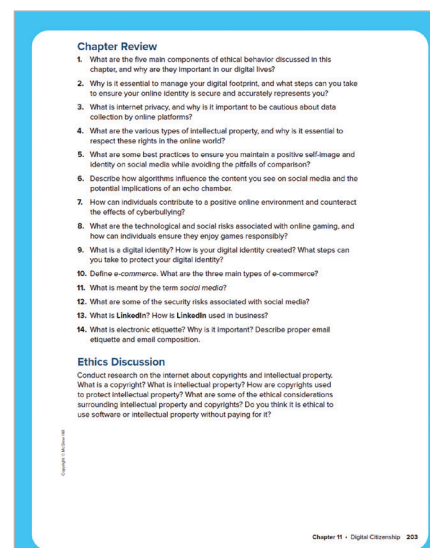 Chapter Review
1. What are the five main components of ethical behavior discussed in this
chapter, and why are they important in our digital lives?
2. Why is it essential to manage your digital footprint, and what steps can you take
to ensure your online identity is secure and accurately represents you?
3. What is internet privacy, and why is it important to be cautious about data
collection by online platforms?
4. What are the various types of intellectual property, and why is it essential to
respect these rights in the online world?
5. What are some best practices to ensure you maintain a positive self-image and
identity on social media while avoiding the pitfalls of comparison?
6. Describe how algorithms influence the content you see on social media and the
potential implications of an echo chamber.
7. How can individuals contribute to a positive online environment and counteract
the effects of cyberbullying?
8. What are the technological and social risks associated with online gaming, and
how can individuals ensure they enjoy games responsibly?
9. What is a digital identity? How is your digital identity created? What steps can
you take to protect your digital identity?
10. Define e-commerce. What are the three main types of e-commerce?
11. What is meant by the term social media?
12. What are some of the security risks associated with social media?
13. What is LinkedIn? How is LinkedIn used in business?
14. What is electronic etiquette? Why is it important? Describe proper email
etiquette and email composition.
Ethics Discussion
Conduct research on the internet about copyrights and intellectual property.
What is a copyright? What is intellectual property? How are copyrights used
to protect intellectual property? What are some of the ethical considerations
surrounding intellectual property and copyrights? Do you think it is ethical to
use software or intellectual property without paying for it?
Copyright © McGraw Hill
Chapter 11 • Digital Citizenship 203